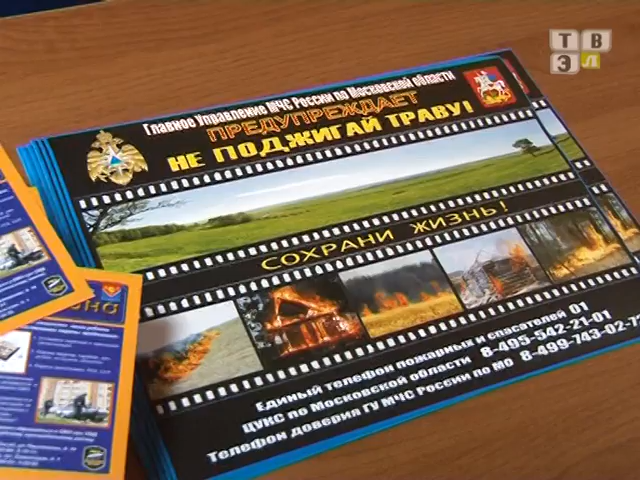 ТВ
ЭЛ
Главное Управление МЧС России по Московской области
ПРЕДУПРЕЖДАЕТ
НЕ ПОДЖИГАЙ ТРАВУ!
СОХРАНИ ЖИЗНЬ!
Единый телефон пожарных и спасателей 01
ЦУКС по Московской области 8-495-542-21-01
Телефон доверия ГУ МЧС России по МО 8-499-743-02-7